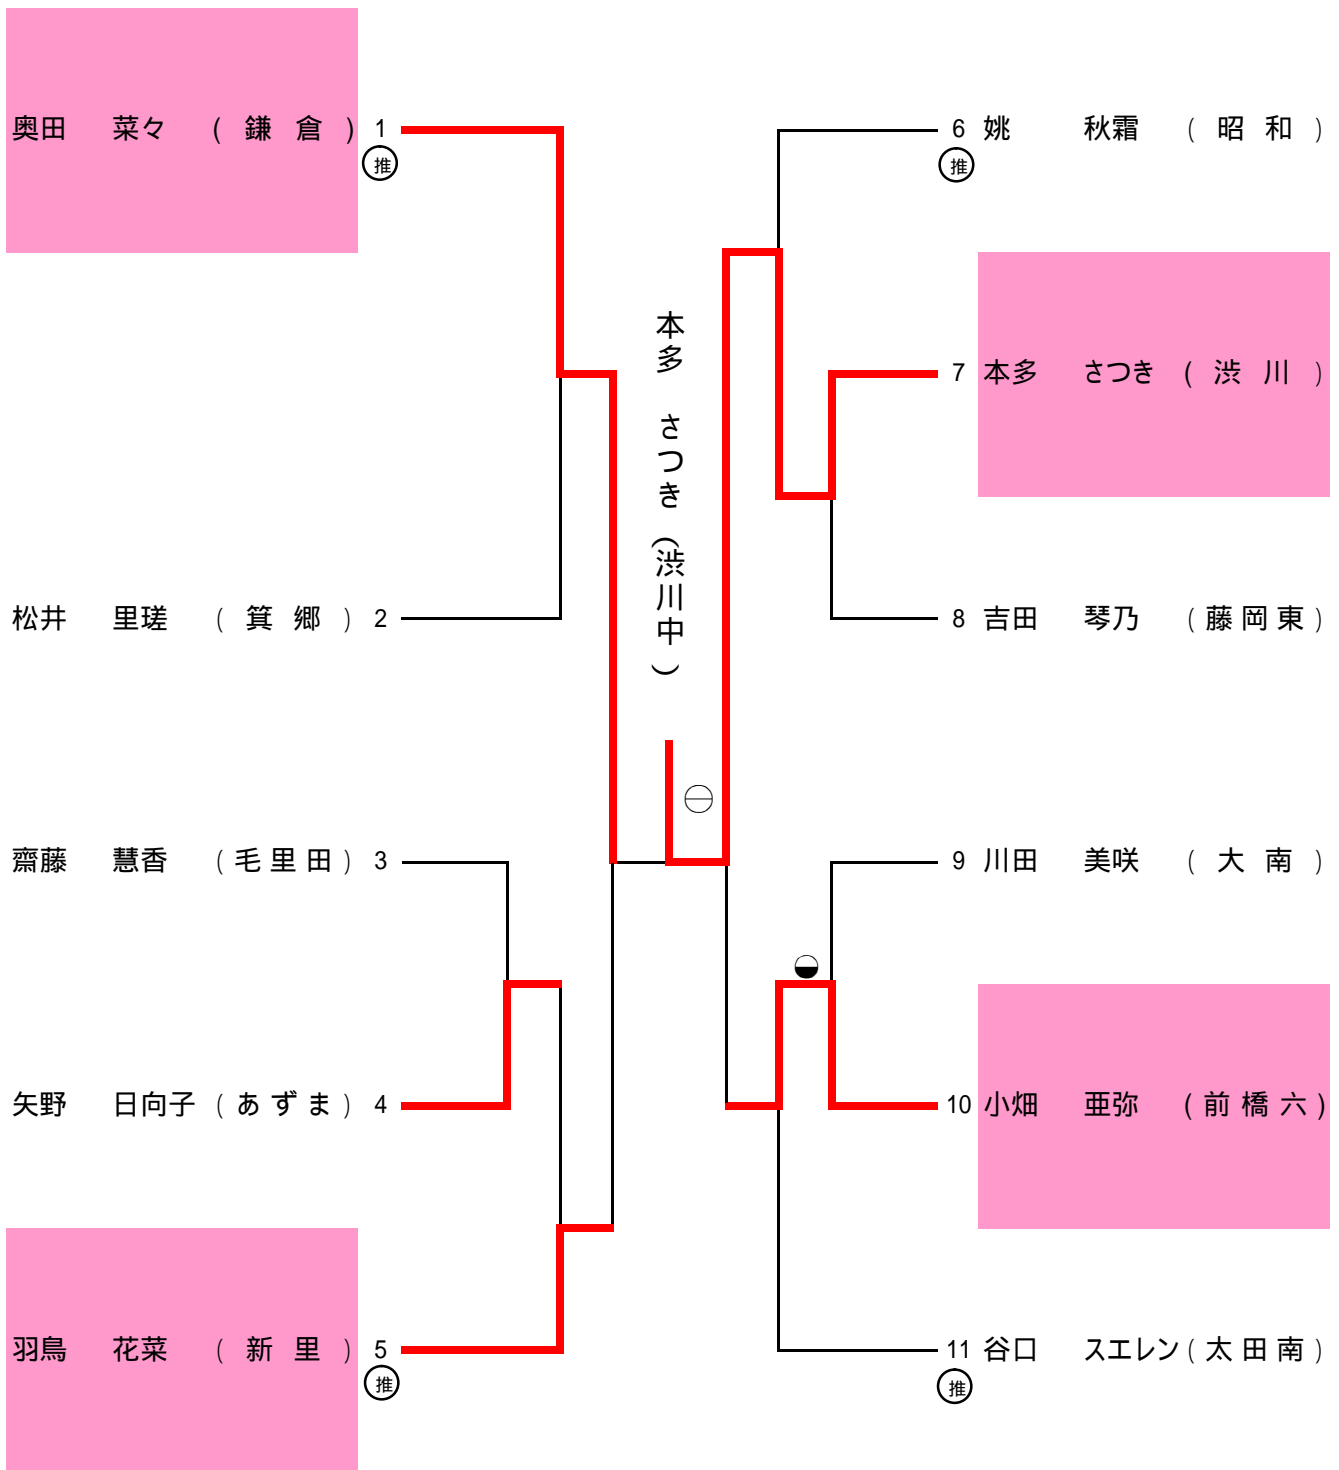 奥田 菜々 (鎌倉) 1
推
松井 里瑳 (箕郷) 2
齋藤 慧香 (毛里田) 3
矢野 日向子 (あずま) 4
羽鳥 花菜 (新里) 5
推
本多 さつき(渋川中)
6 姚 秋霜 (昭和)
推
7 本多 さつき (渋川)
8 吉田 琴乃 (藤岡東)
9 川田 美咲 (大南)
10 小畑 亜弥 (前橋六)
11 谷口 スエレン (太田南)
推